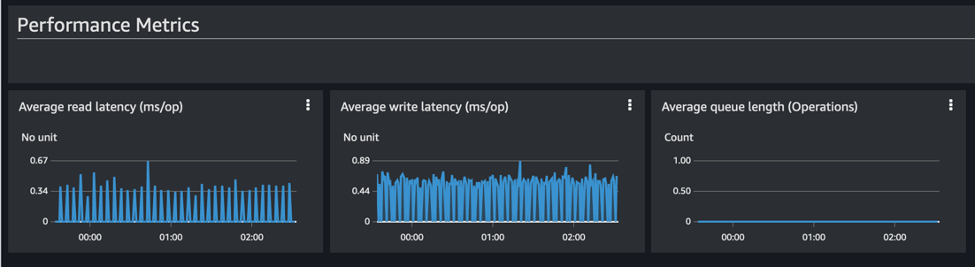 Performance Metrics
Average read latency (ms/op)
No unit
0.67
0.34
0
00:00 01:00 02:00
Average write latency (ms/op)
No unit
0.89
0.44
0
00:00 01:00 02:00
Average queue length (Operations)
Count
1.00
0.50
0
00:00 01:00 02:00